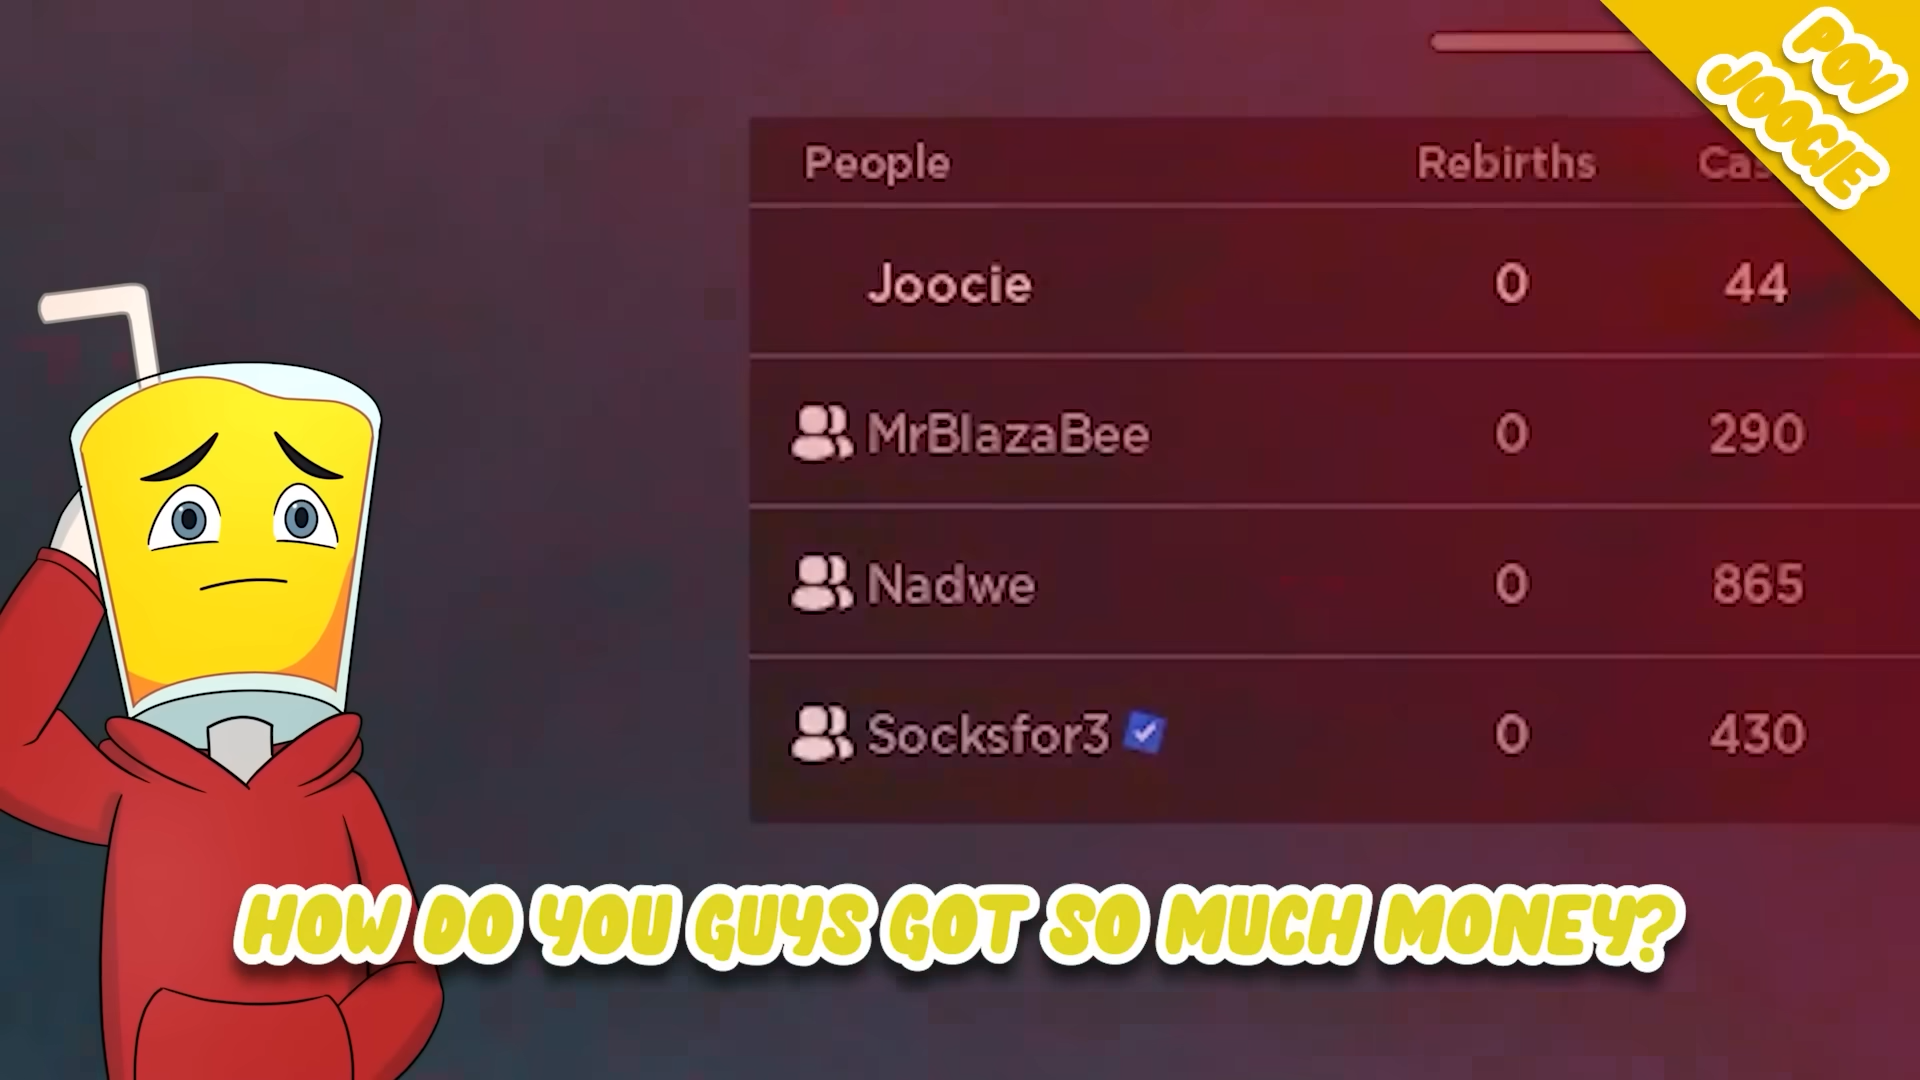 POV
JOOCIE
People Rebirths Cas
Joocie 0 44
MrBlazaBee 0 290
Nadwe 0 865
Socksfor3 0 430
HOW DO YOU GUYS GOT SO MUCH MONEY?